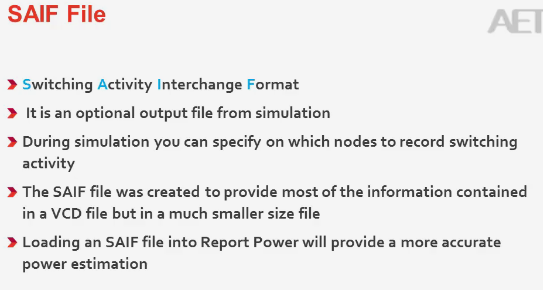 SAIF File
AET
Switching Activity Interchange Format
It is an optional output file from simulation
During simulation you can specify on which nodes to record switching
activity
The SAIF file was created to provide most of the information contained
in a VCD file but in a much smaller size file
Loading an SAIF file into Report Power will provide a more accurate
power estimation